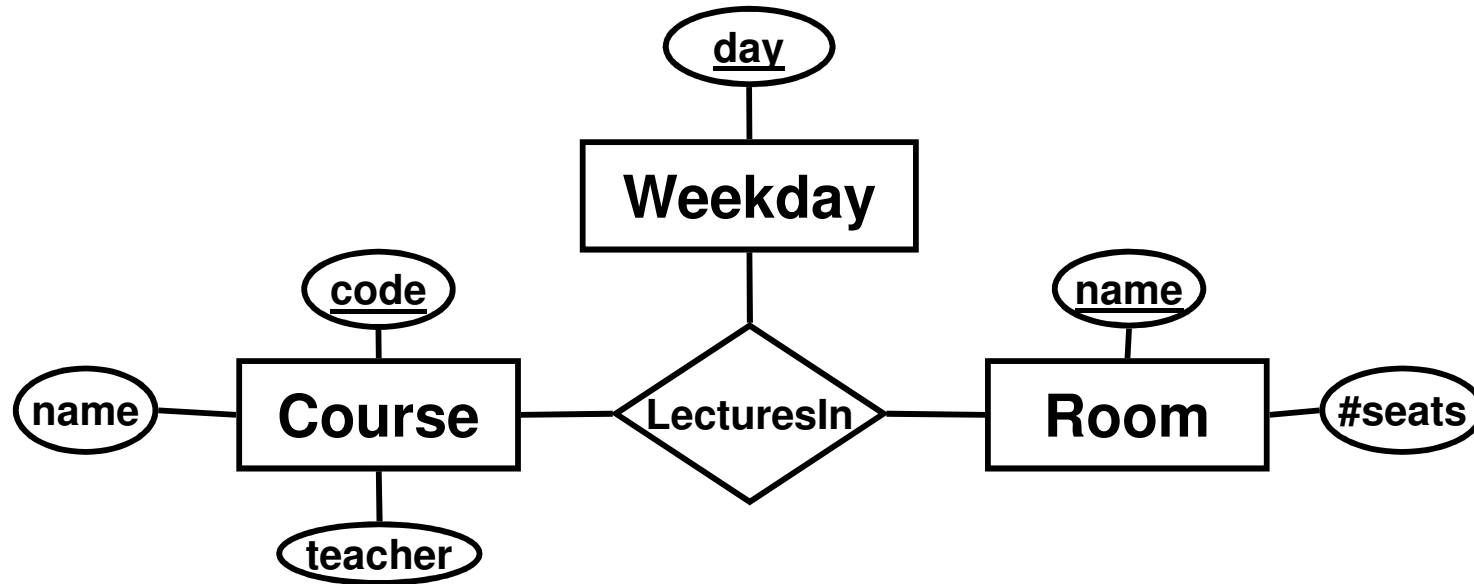 day
Weekday
code
name
name
Course
LecturesIn
Room
#seats
teacher